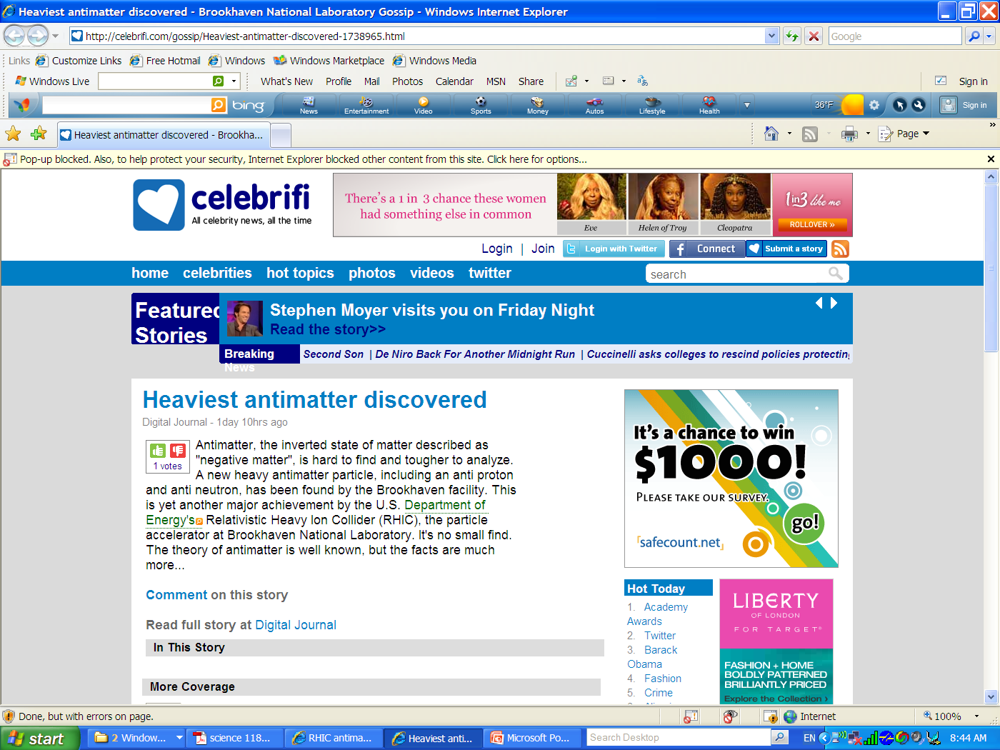 Heaviest antimatter discovered - Brookhaven National Laboratory Gossip - Windows Internet Explorer
http://celebrifi.com/gossip/Heaviest-antimatter-discovered-1738965.html
Google
Links Customize Links Free Hotmail Windows Windows Marketplace Windows Media
Windows Live What's New Profile Mail Photos Calendar MSN Share Sign in
bing News Entertainment Video Sports Money Autos Lifestyle Health 36°F Sign in
Heaviest antimatter discovered - Brookha... Page
Pop-up blocked. Also, to help protect your security, Internet Explorer blocked other content from this site. Click here for options...
celebrifi
All celebrity news, all the time
There's a 1 in 3 chance these women
had something else in common
Eve Helen of Troy Cleopatra
1 in 3 like me
ROLLOVER »
Login | Join Login with Twitter Connect Submit a story
home celebrities hot topics photos videos twitter search
Featured
Stories
Stephen Moyer visits you on Friday Night
Read the story>>
Breaking
News
Second Son | De Niro Back For Another Midnight Run | Cuccinelli asks colleges to rescind policies protecting
Heaviest antimatter discovered
Digital Journal - 1day 10hrs ago
1 votes
Antimatter, the inverted state of matter described as
"negative matter", is hard to find and tougher to analyze.
A new heavy antimatter particle, including an anti proton
and anti neutron, has been found by the Brookhaven facility. This
is yet another major achievement by the U.S. Department of
Energy's Relativistic Heavy Ion Collider (RHIC), the particle
accelerator at Brookhaven National Laboratory. It's no small find.
The theory of antimatter is well known, but the facts are much
more...
Comment on this story
Read full story at Digital Journal
In This Story
More Coverage
It's a chance to win
$1000!
PLEASE TAKE OUR SURVEY.
go!
safecount.net
Hot Today
1. Academy
Awards
2. Twitter
3. Barack
Obama
4. Fashion
5. Crime
LIBERTY
OF LONDON
FOR TARGET®
FASHION + HOME
BOLDLY PATTERNED
BRILLIANTLY PRICED
Explore the Collection ›
Done, but with errors on page. Internet 100%
start 2 Window... science 118... RHIC antima... Heaviest anti... Microsoft Po... Search Desktop EN 8:44 AM